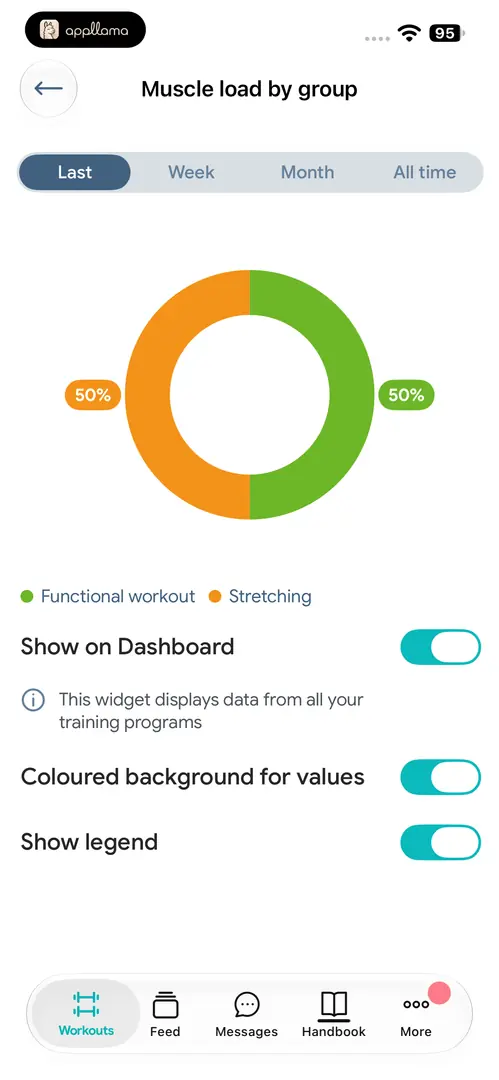 appllama
95
Muscle load by group
Last
Week
Month
All time
50%
50%
Functional workout
Stretching
Show on Dashboard
This widget displays data from all your
training programs
Coloured background for values
Show legend
Workouts
Feed
Messages
Handbook
More